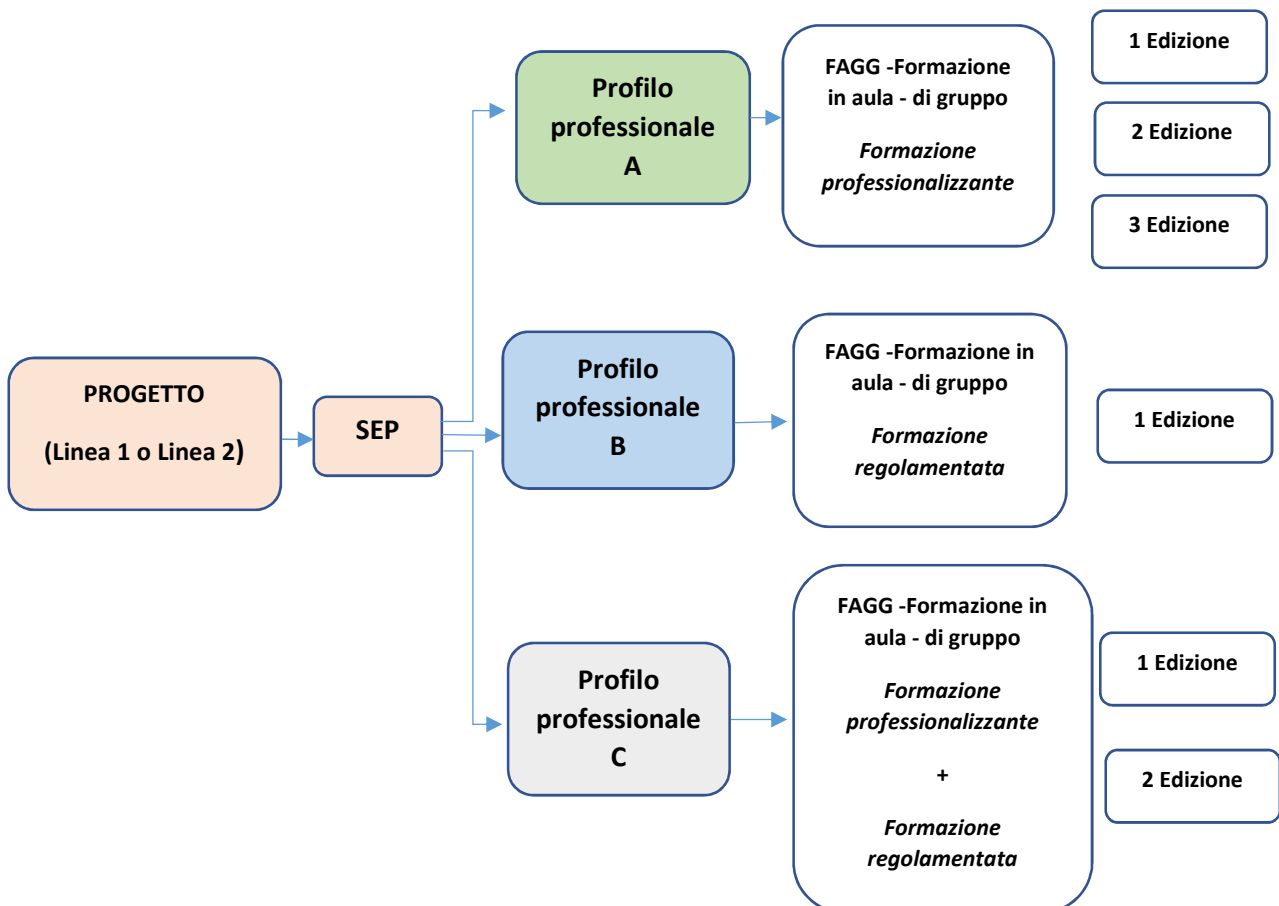 PROGETTO
(Linea 1 o Linea 2)
SEP
Profilo
professionale
A
FAGG -Formazione
in aula - di gruppo
Formazione
professionalizzante
1 Edizione
2 Edizione
3 Edizione
Profilo
professionale
B
FAGG -Formazione in
aula - di gruppo
Formazione
regolamentata
1 Edizione
Profilo
professionale
C
FAGG -Formazione in
aula - di gruppo
Formazione
professionalizzante
+
Formazione
regolamentata
1 Edizione
2 Edizione